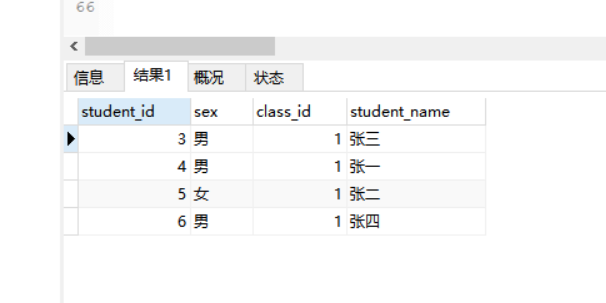 66
信息 结果1 概况 状态
student_id sex class_id student_name
3 男 1 张三
4 男 1 张一
5 女 1 张二
6 男 1 张四